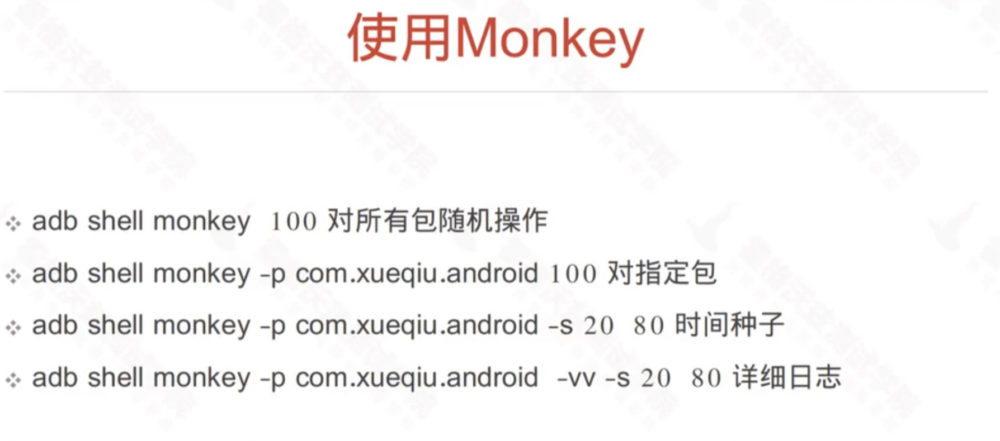 使用Monkey
adb shell monkey 100 对所有包随机操作
adb shell monkey -p com.xueqiu.android 100 对指定包
adb shell monkey -p com.xueqiu.android -s 20 80 时间种子
adb shell monkey -p com.xueqiu.android -vv -s 20 80 详细日志